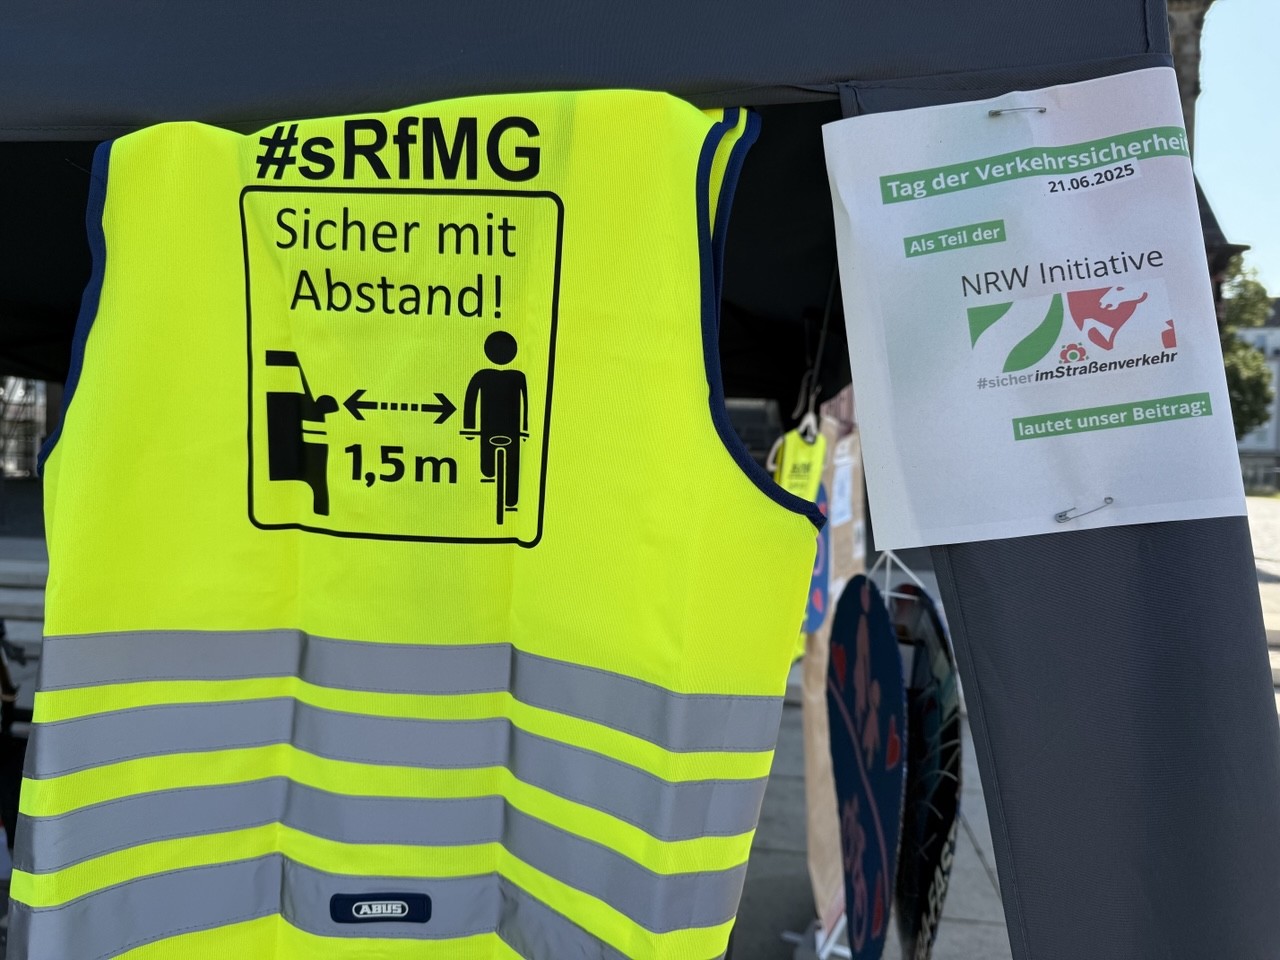 #sRfMG
Sicher mit
Abstand!
1,5 m
ABUS
Tag der Verkehrssicherhei
21.06.2025
Als Teil der
NRW Initiative
#sicherimStraßenverkehr
lautet unser Beitrag: